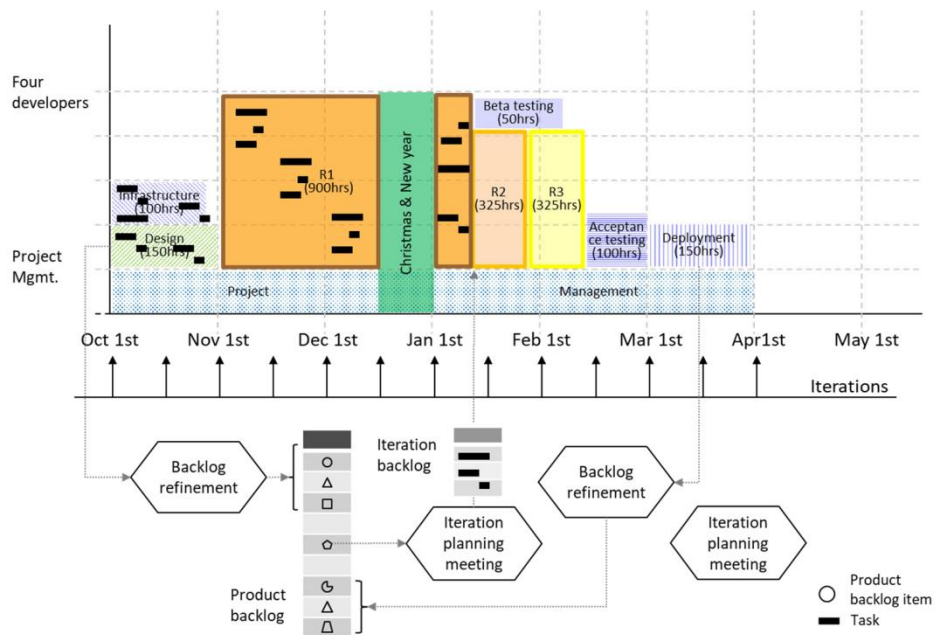 Four
developers
Project
Mgmt.
Infrastructure
(100hrs)
Design
(150hrs)
R1
(900hrs)
Christmas & New year
Beta testing
(50hrs)
R2
(325hrs)
R3
(325hrs)
Acceptan
ce testing
(100hrs)
Deployment
(150hrs)
Project
Management
Oct 1st
Nov 1st
Dec 1st
Jan 1st
Feb 1st
Mar 1st
Apr1st
May 1st
Iterations
Backlog
refinement
Iteration
backlog
Iteration
planning
meeting
Backlog
refinement
Iteration
planning
meeting
Product
backlog
Product
backlog item
Task